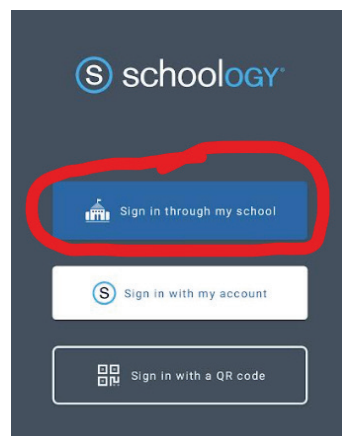 S schoology®
Sign in through my school
S Sign in with my account
Sign in with a QR code